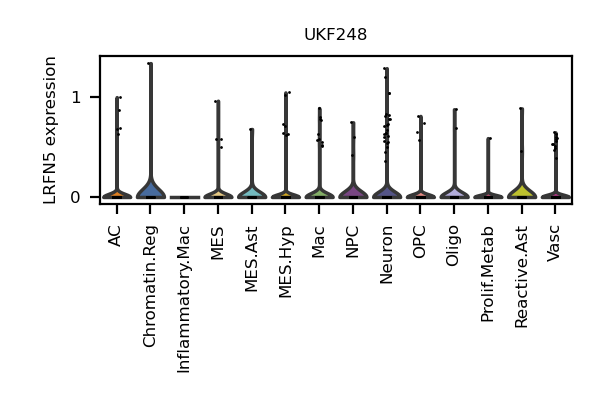 UKF248
LRFN5 expression
1
0
AC
Chromatin.Reg
Inflammatory.Mac
MES
MES.Ast
MES.Hyp
Mac
NPC
Neuron
OPC
Oligo
Prolif.Metab
Reactive.Ast
Vasc